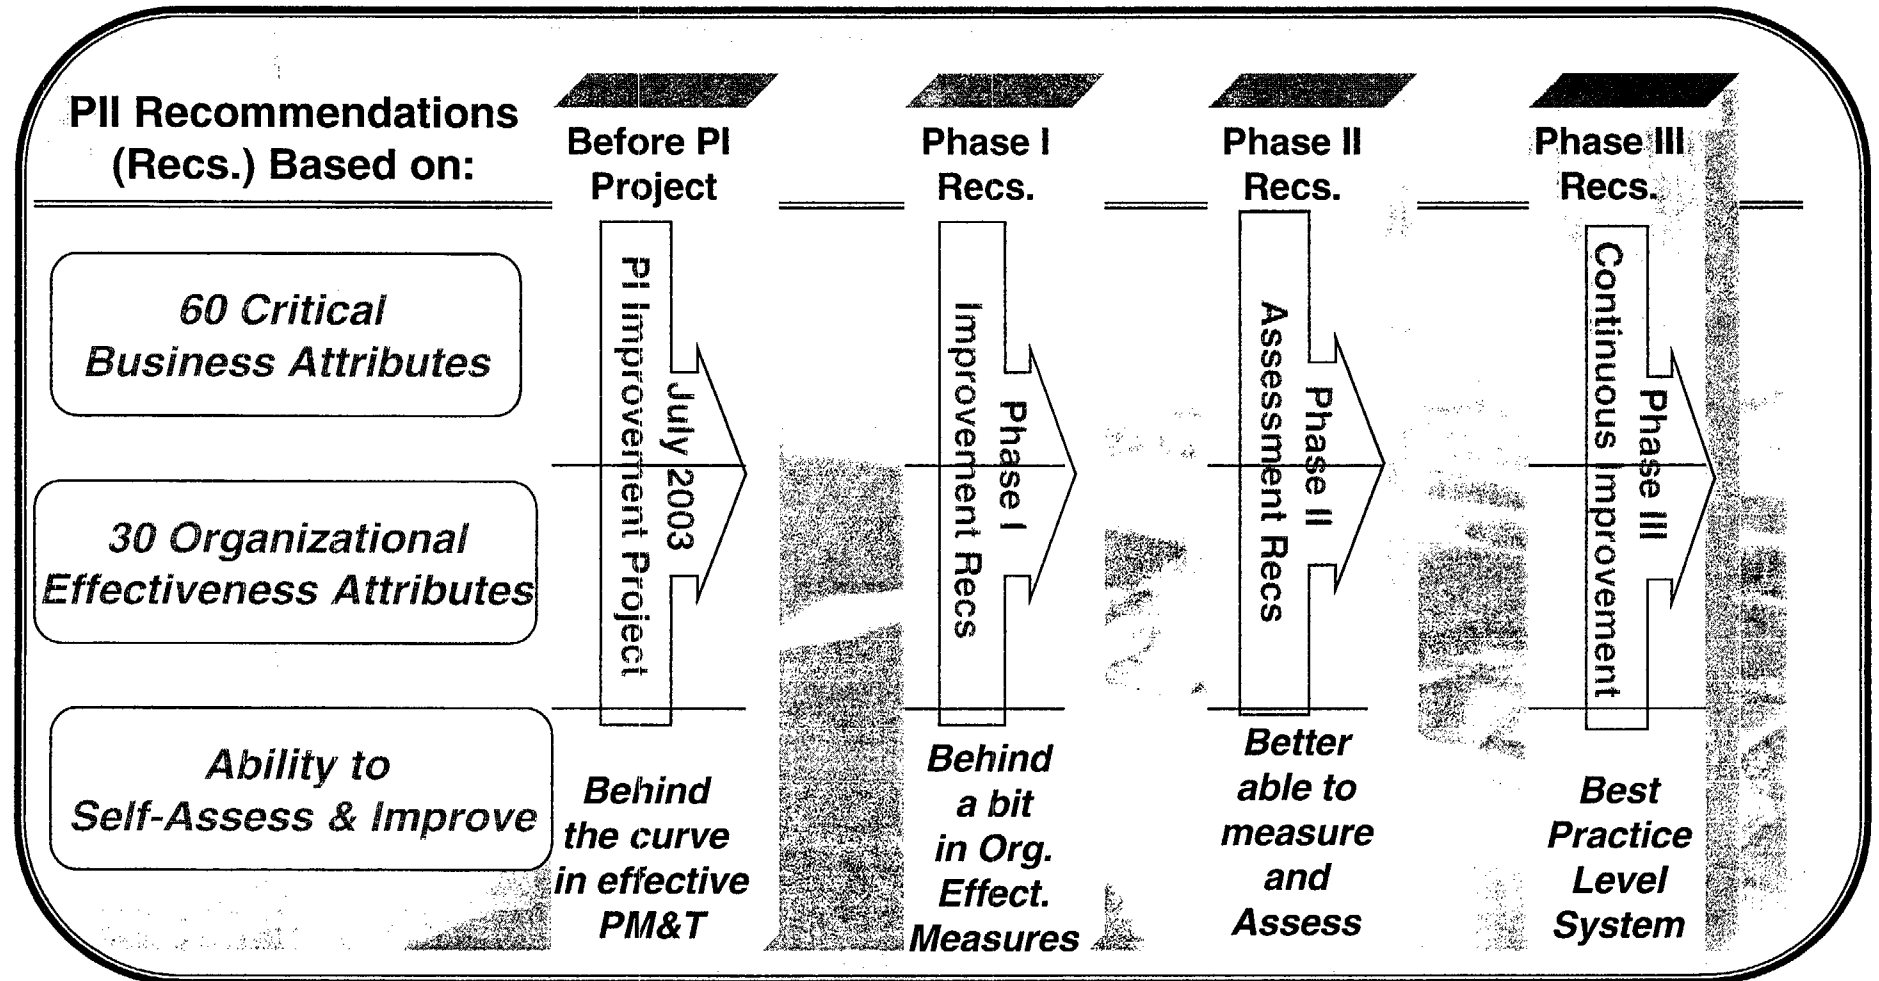 PII Recommendations
(Recs.) Based on:
Before PI
Project
Phase I
Recs.
Phase II
Recs.
Phase III
Recs.
60 Critical
Business Attributes
30 Organizational
Effectiveness Attributes
Ability to
Self-Assess & Improve
July 2003
PI Improvement Project
Phase I
Improvement Recs
Phase II
Assessment Recs
Phase III
Continuous Improvement
Behind
the curve
in effective
PM&T
Behind
a bit
in Org.
Effect.
Measures
Better
able to
measure
and
Assess
Best
Practice
Level
System